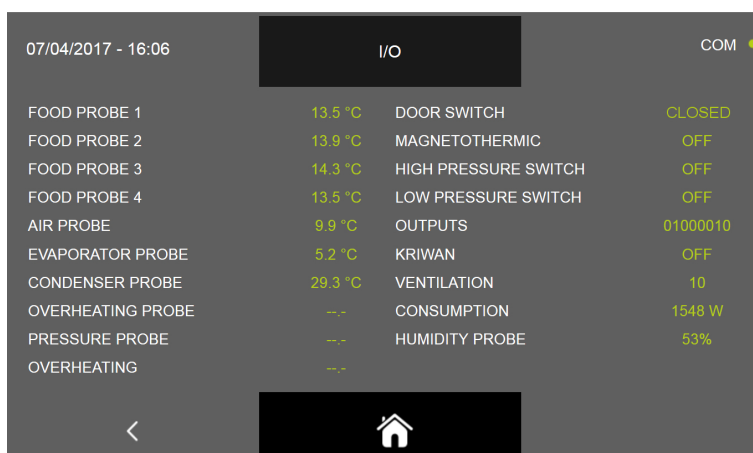 07/04/2017 - 16:06 I/O COM
FOOD PROBE 1 13.5 °C DOOR SWITCH CLOSED
FOOD PROBE 2 13.9 °C MAGNETOTHERMIC OFF
FOOD PROBE 3 14.3 °C HIGH PRESSURE SWITCH OFF
FOOD PROBE 4 13.5 °C LOW PRESSURE SWITCH OFF
AIR PROBE 9.9 °C OUTPUTS 01000010
EVAPORATOR PROBE 5.2 °C KRIWAN OFF
CONDENSER PROBE 29.3 °C VENTILATION 10
OVERHEATING PROBE --.- CONSUMPTION 1548 W
PRESSURE PROBE --.- HUMIDITY PROBE 53%
OVERHEATING --.-